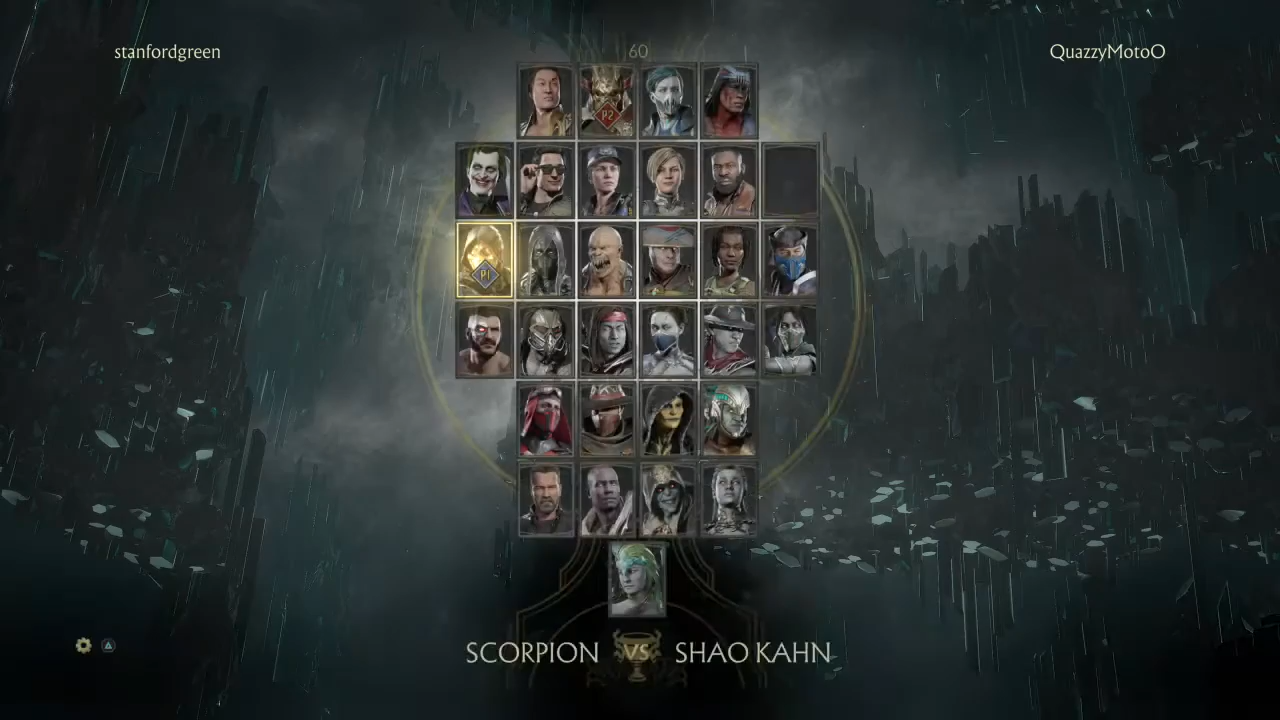 stanfordgreen
60
QuazzyMotoO
P2
P1
SCORPION VS SHAO KAHN